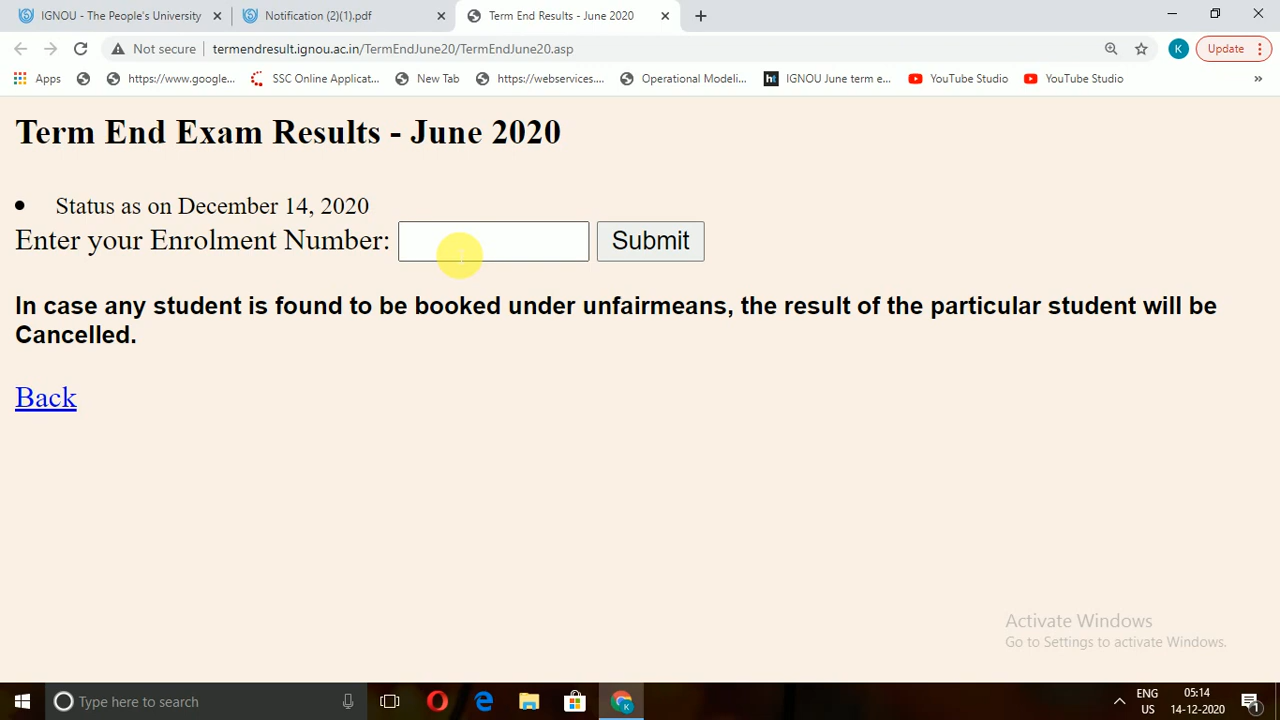 IGNOU - The People's University
Notification (2)(1).pdf
Term End Results - June 2020
Not secure
termendresult.ignou.ac.in/TermEndJune20/TermEndJune20.asp
K
Update
Apps
https://www.google...
SSC Online Applicat...
New Tab
https://webservices....
Operational Modeli...
ht
IGNOU June term e...
YouTube Studio
YouTube Studio
»
Term End Exam Results - June 2020
Status as on December 14, 2020
Enter your Enrolment Number:
Submit
In case any student is found to be booked under unfairmeans, the result of the particular student will be
Cancelled.
Back
Activate Windows
Go to Settings to activate Windows.
Type here to search
K
ENG
US
05:14
14-12-2020
1